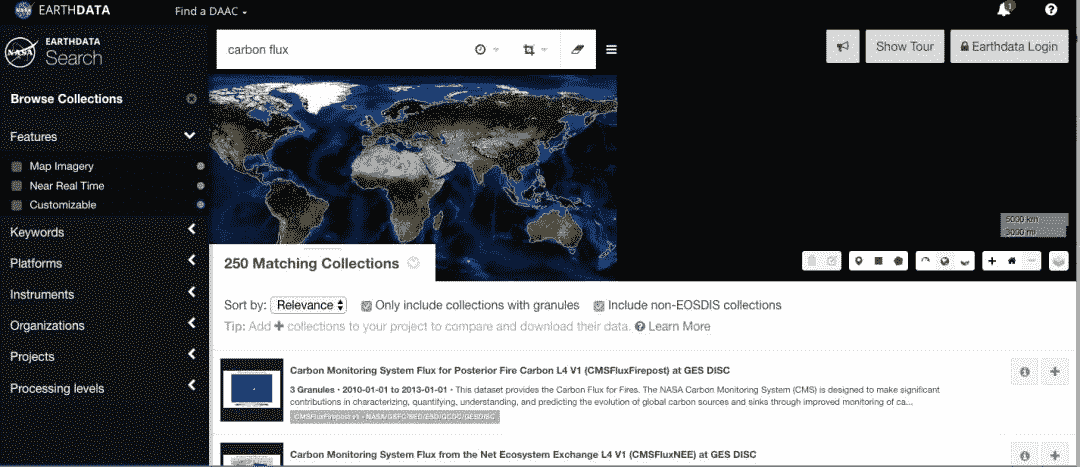 EARTHDATA
Find a DAAC
1
EARTHDATA
Search
carbon flux
Show Tour
Earthdata Login
Browse Collections
Features
Map Imagery
Near Real Time
Customizable
Keywords
Platforms
Instruments
Organizations
Projects
Processing levels
5000 km
3000 mi
250 Matching Collections
Sort by: Relevance Only include collections with granules Include non-EOSDIS collections
Tip: Add + collections to your project to compare and download their data. Learn More
Carbon Monitoring System Flux for Posterior Fire Carbon L4 V1 (CMSFluxFirepost) at GES DISC
3 Granules • 2010-01-01 to 2013-01-01 • This dataset provides the Carbon Flux for Fires. The NASA Carbon Monitoring System (CMS) is designed to make significant
contributions in characterizing, quantifying, understanding, and predicting the evolution of global carbon sources and sinks through improved monitoring of ca...
CMSFluxFirepost v1 • NASA/GSFC/SED/ESD/GCDC/GESDISC
Carbon Monitoring System Flux from the Net Ecosystem Exchange L4 V1 (CMSFluxNEE) at GES DISC